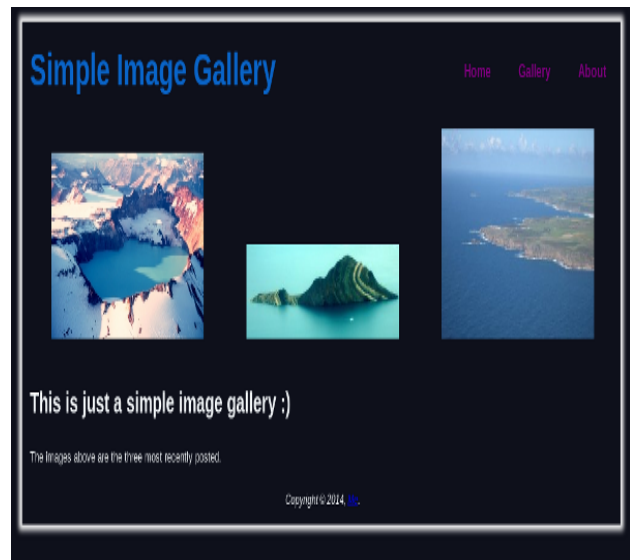 Simple Image Gallery
Home Gallery About
This is just a simple image gallery :)
The images above are the three most recently posted.
Copyright © 2014,